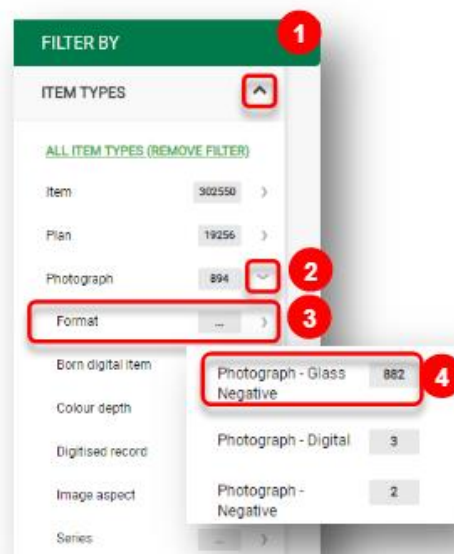 FILTER BY
1
ITEM TYPES
ALL ITEM TYPES (REMOVE FILTER)
Item 302550
Plan 19256
Photograph 894
2
Format ...
3
Born digital item
Colour depth
Digitised record
Image aspect
Series ...
Photograph - Glass
Negative 882
4
Photograph - Digital 3
Photograph -
Negative 2